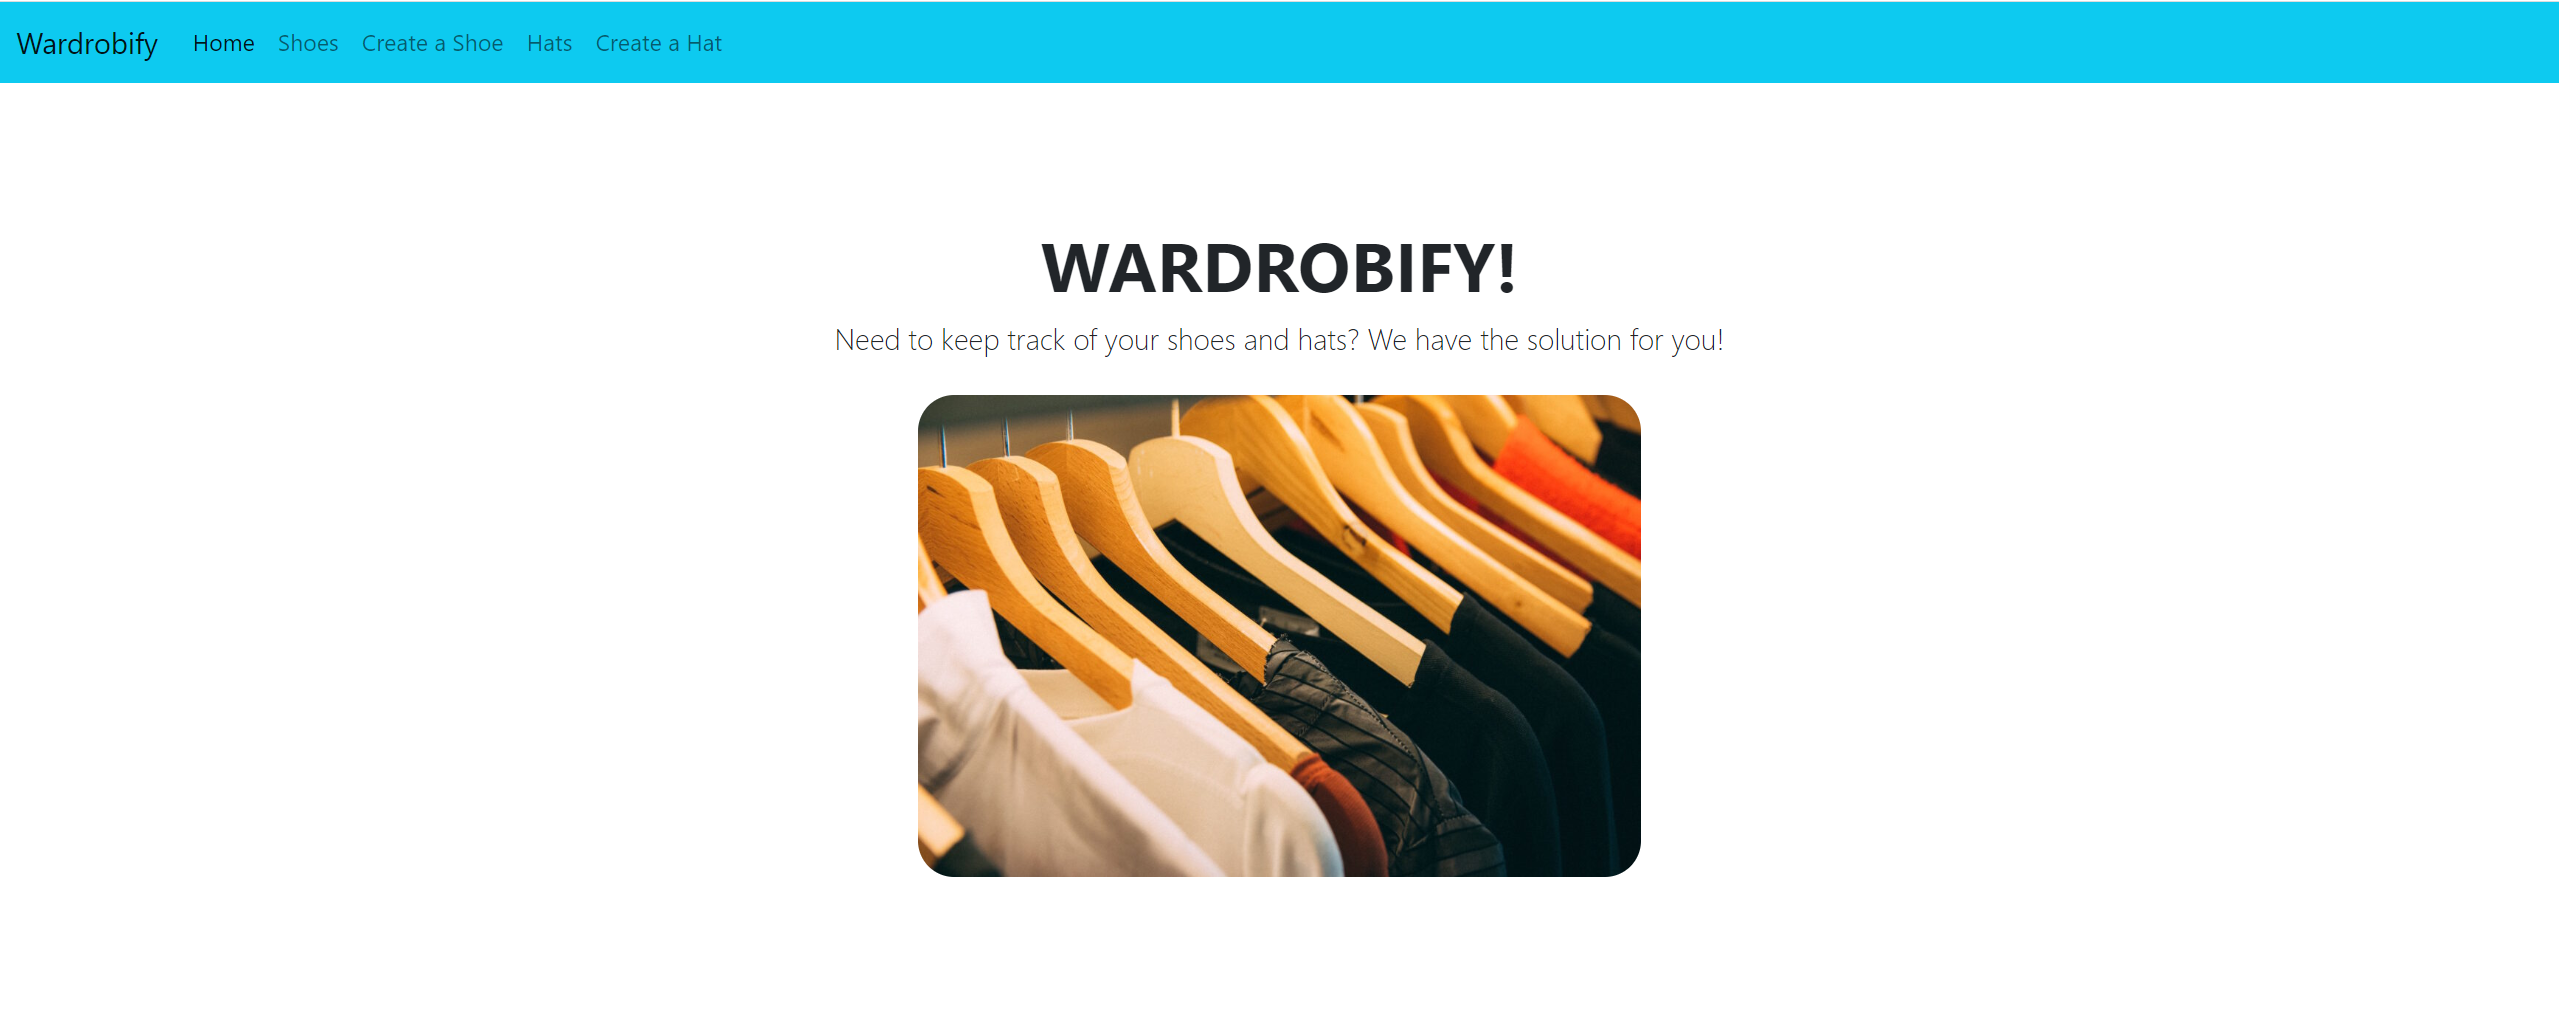 Wardrobify Home Shoes Create a Shoe Hats Create a Hat
WARDROBIFY!
Need to keep track of your shoes and hats? We have the solution for you!